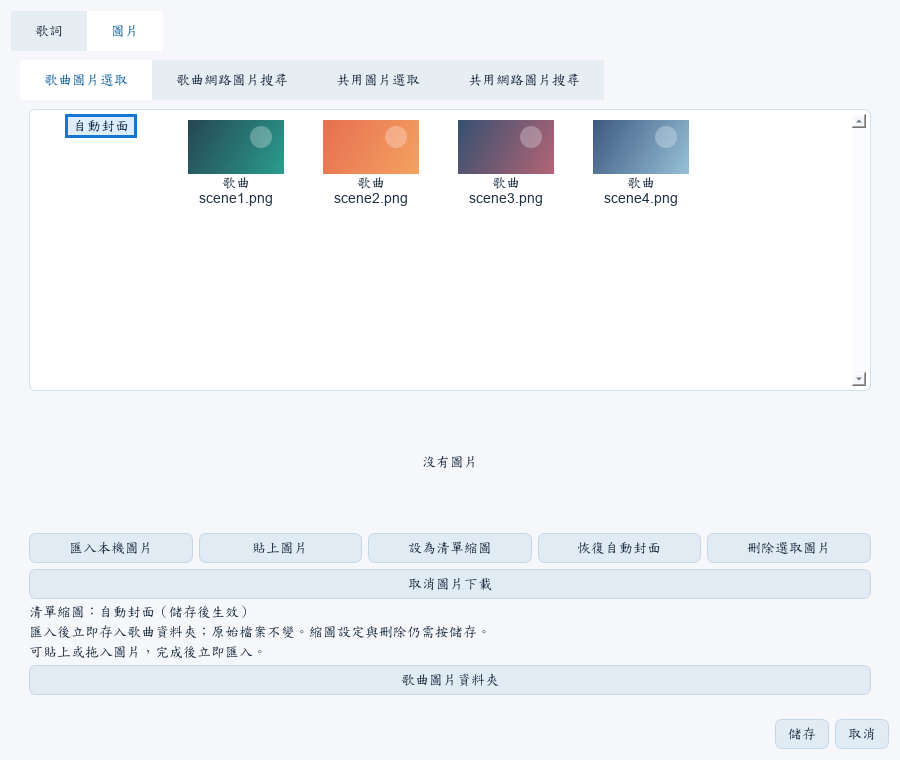 歌詞
圖片
歌曲圖片選取
歌曲網路圖片搜尋
共用圖片選取
共用網路圖片搜尋
自動封面
歌曲
scene1.png
歌曲
scene2.png
歌曲
scene3.png
歌曲
scene4.png
沒有圖片
匯入本機圖片
貼上圖片
設為清單縮圖
恢復自動封面
刪除選取圖片
取消圖片下載
清單縮圖：自動封面（儲存後生效）
匯入後立即存入歌曲資料夾；原始檔案不變。縮圖設定與刪除仍需按儲存。
可貼上或拖入圖片，完成後立即匯入。
歌曲圖片資料夾
儲存
取消